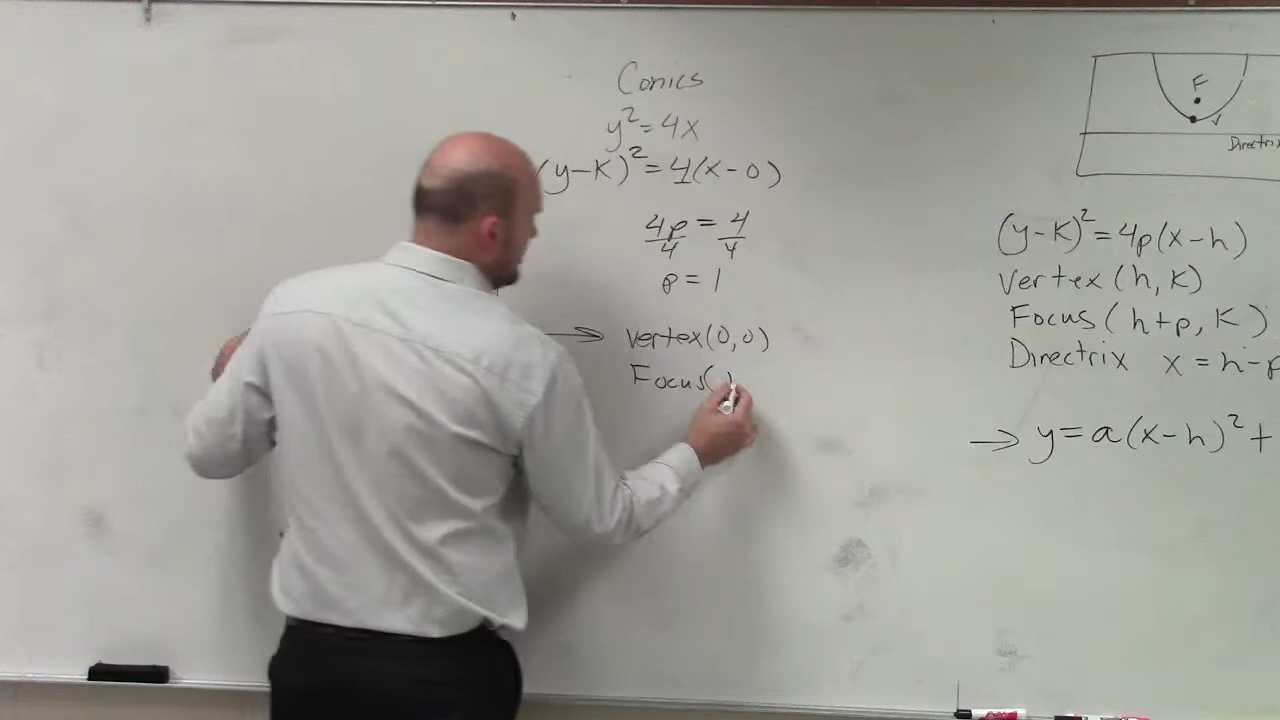 Conics
y² = 4x
(y-K)² = 4(x-0)
4p = 4
4 4
p = 1
→ vertex(0,0)
Focus( )
F
V
Directrix
(y-K)² = 4p(x-h)
vertex (h, K)
Focus (h+p, K)
Directrix x = h-p
→ y = a(x-h)² +